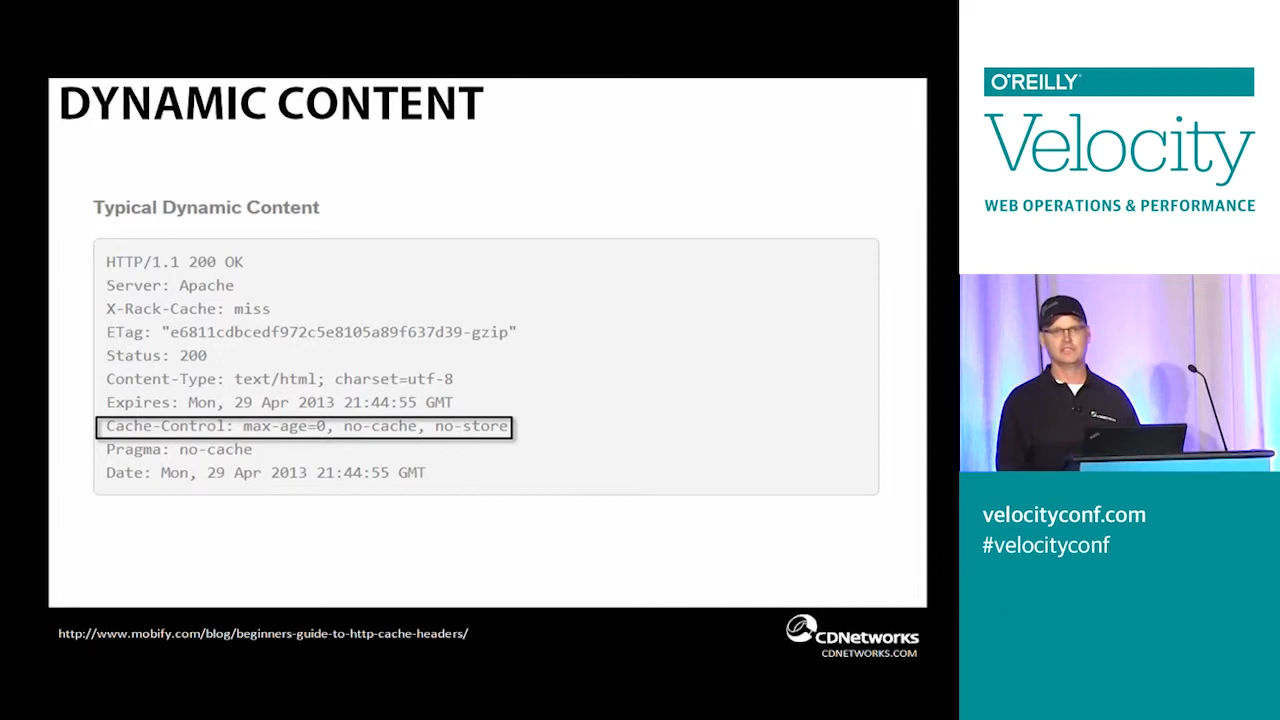 DYNAMIC CONTENT
Typical Dynamic Content
HTTP/1.1 200 OK
Server: Apache
X-Rack-Cache: miss
ETag: "e6811cdbcedf972c5e8105a89f637d39-gzip"
Status: 200
Content-Type: text/html; charset=utf-8
Expires: Mon, 29 Apr 2013 21:44:55 GMT
Cache-Control: max-age=0, no-cache, no-store
Pragma: no-cache
Date: Mon, 29 Apr 2013 21:44:55 GMT
http://www.mobify.com/blog/beginners-guide-to-http-cache-headers/
CDNetworks
CDNETWORKS.COM
O'REILLY
Velocity
WEB OPERATIONS & PERFORMANCE
velocityconf.com
#velocityconf